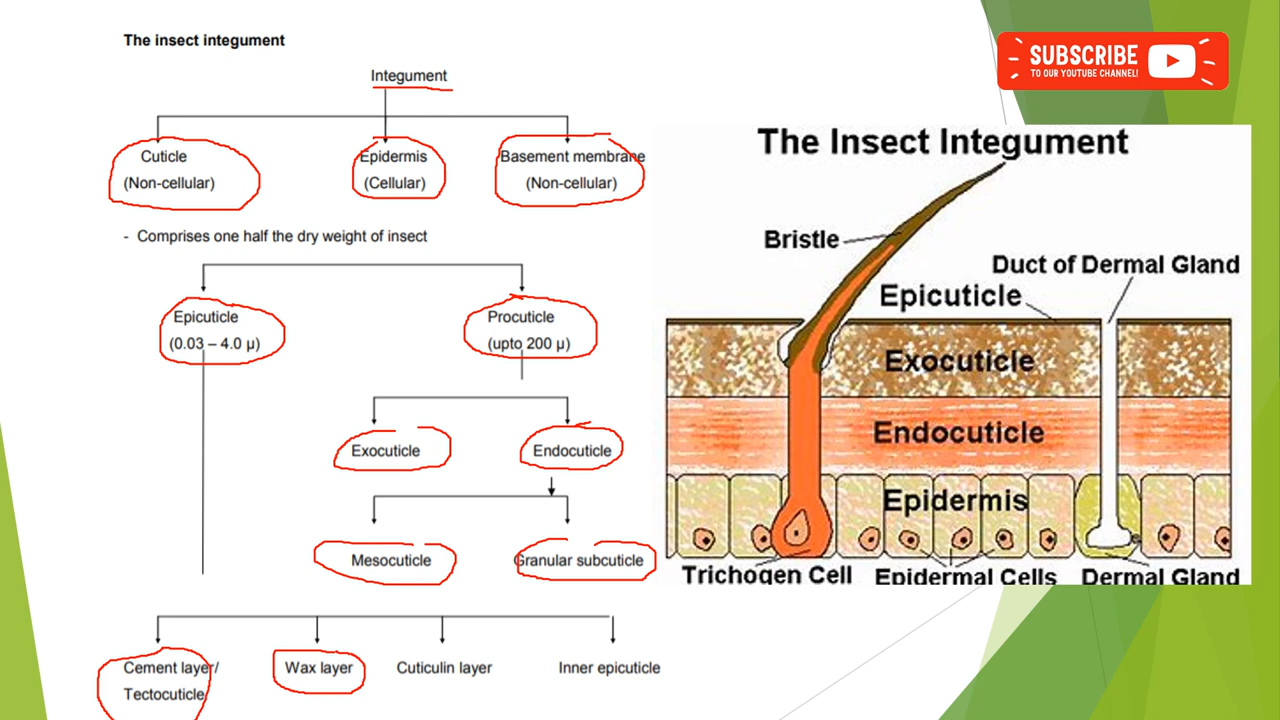 The insect integument
Integument
Cuticle
(Non-cellular)
Epidermis
(Cellular)
Basement membrane
(Non-cellular)
- Comprises one half the dry weight of insect
Epicuticle
(0.03 – 4.0 µ)
Procuticle
(upto 200 µ)
Exocuticle
Endocuticle
Mesocuticle
Granular subcuticle
Cement layer/
Tectocuticle
Wax layer
Cuticulin layer
Inner epicuticle
SUBSCRIBE
TO OUR YOUTUBE CHANNEL!
The Insect Integument
Bristle
Duct of Dermal Gland
Epicuticle
Exocuticle
Endocuticle
Epidermis
Trichogen Cell
Epidermal Cells
Dermal Gland